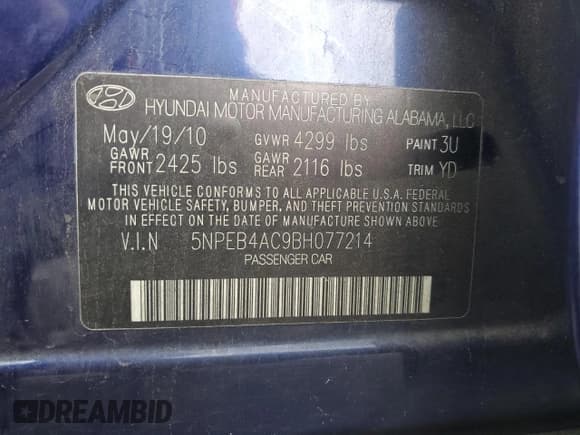 MANUFACTURED BY
HYUNDAI MOTOR MANUFACTURING ALABAMA, LLC
May/19/10 GVWR 4299 lbs PAINT 3U
GAWR FRONT 2425 lbs GAWR REAR 2116 lbs TRIM YD
THIS VEHICLE CONFORMS TO ALL APPLICABLE U.S.A. FEDERAL
MOTOR VEHICLE SAFETY, BUMPER, AND THEFT PREVENTION STANDARDS
IN EFFECT ON THE DATE OF MANUFACTURE SHOWN ABOVE.
V.I.N 5NPEB4AC9BH077214
PASSENGER CAR
DREAMBID